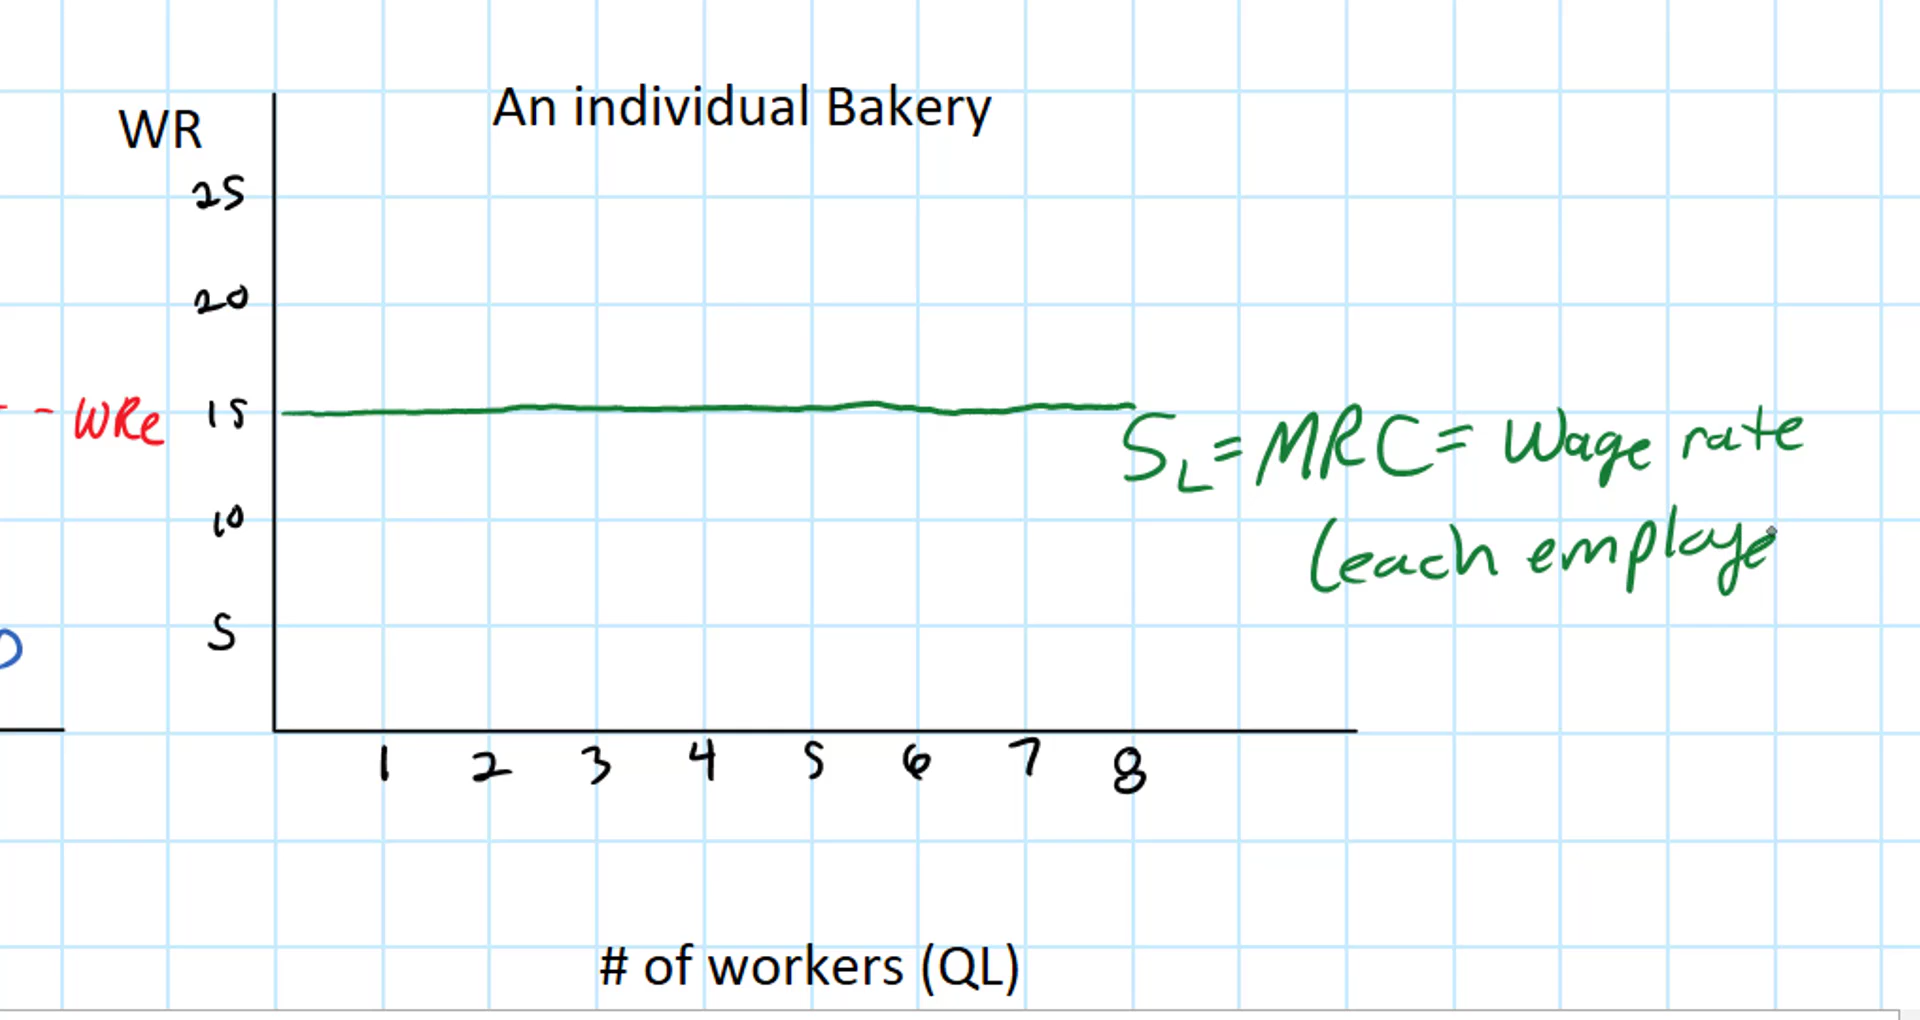 An individual Bakery
WR
25
20
- WRe 15
10
5
S_L = MRC = Wage rate
(each employe
1 2 3 4 5 6 7 8
# of workers (QL)